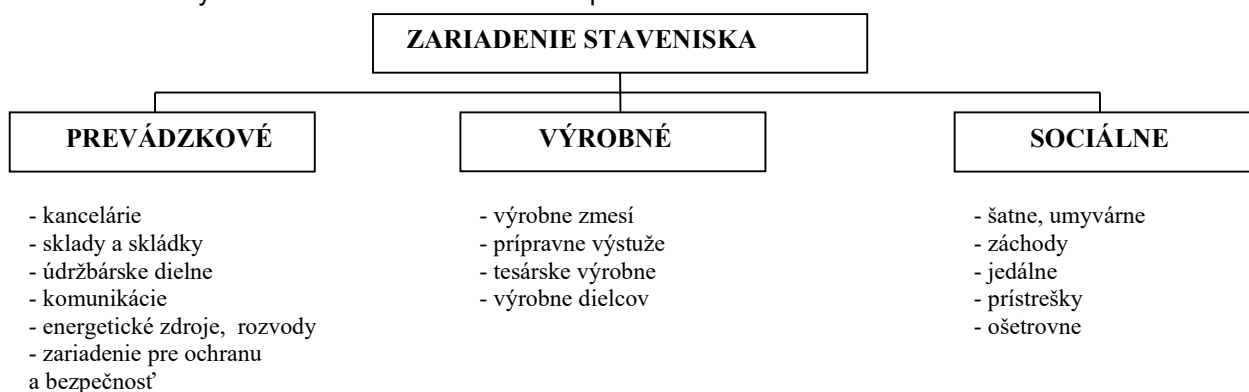 ZARIADENIE STAVENISKA
PREVÁDZKOVÉ
VÝROBNÉ
SOCIÁLNE
- kancelárie
- sklady a skládky
- údržbárske dielne
- komunikácie
- energetické zdroje, rozvody
- zariadenie pre ochranu
a bezpečnosť
- výrobne zmesí
- prípravne výstuže
- tesárske výrobne
- výrobne dielcov
- šatne, umyvárne
- záchody
- jedálne
- prístrešky
- ošetrovne